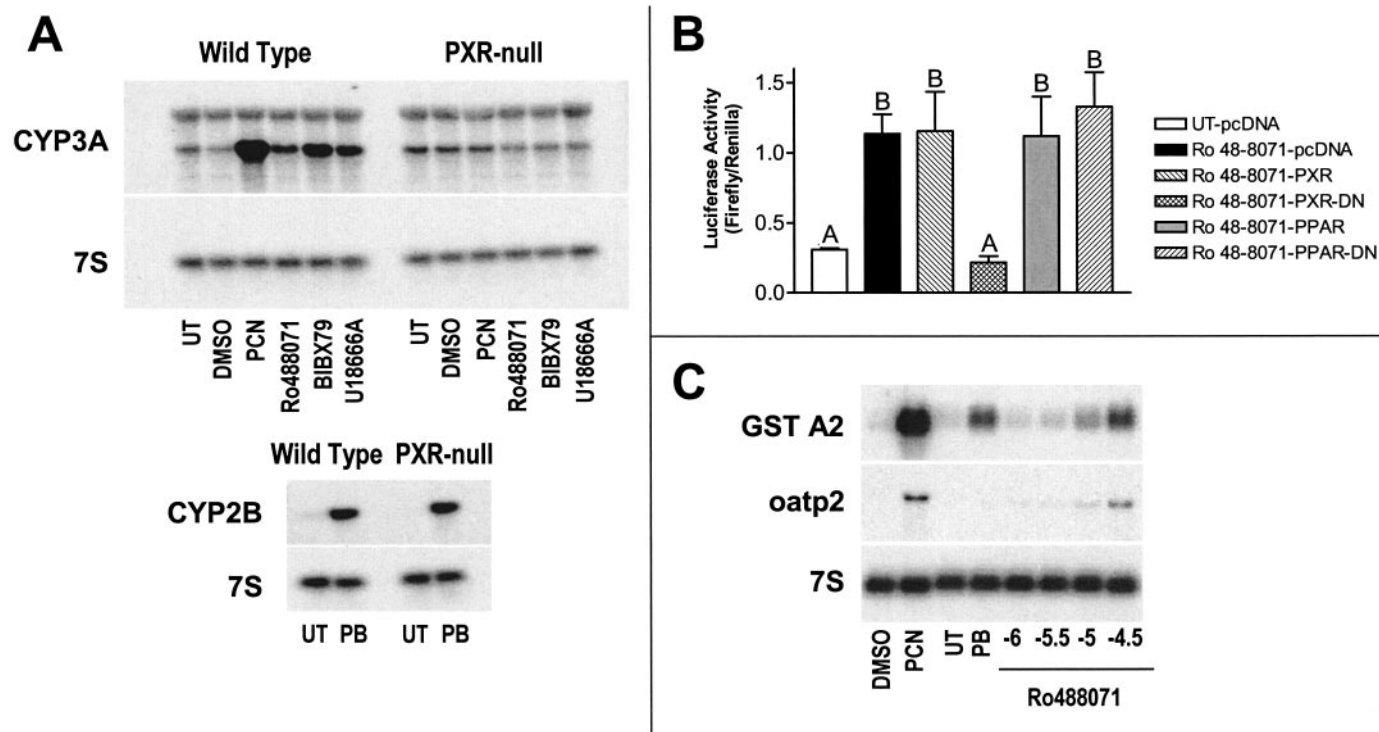 A
Wild Type PXR-null
CYP3A
7S
UT DMSO PCN Ro488071 BIBX79 U18666A UT DMSO PCN Ro488071 BIBX79 U18666A
Wild Type PXR-null
CYP2B
7S
UT PB UT PB
B
Luciferase Activity
(Firefly/Renilla)
1.5
1.0
0.5
0.0
A B B A B B
UT-pcDNA
Ro 48-8071-pcDNA
Ro 48-8071-PXR
Ro 48-8071-PXR-DN
Ro 48-8071-PPAR
Ro 48-8071-PPAR-DN
C
GST A2
oatp2
7S
DMSO PCN UT PB -6 -5.5 -5 -4.5
Ro488071